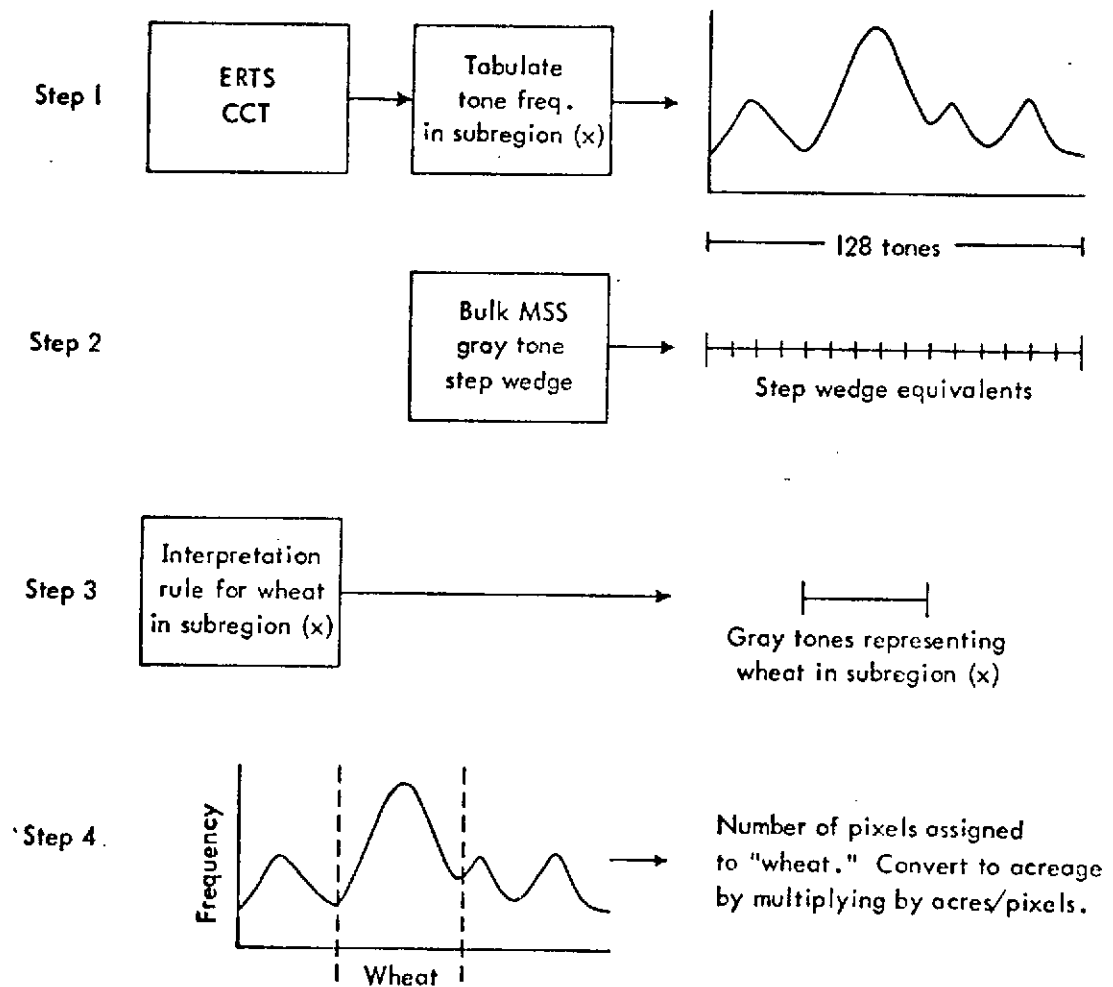 Step 1
ERTS
CCT
Tabulate
tone freq.
in subregion (x)
128 tones
Step 2
Bulk MSS
gray tone
step wedge
Step wedge equivalents
Step 3
Interpretation
rule for wheat
in subregion (x)
Gray tones representing
wheat in subregion (x)
Step 4
Frequency
Wheat
Number of pixels assigned
to "wheat." Convert to acreage
by multiplying by acres/pixels.